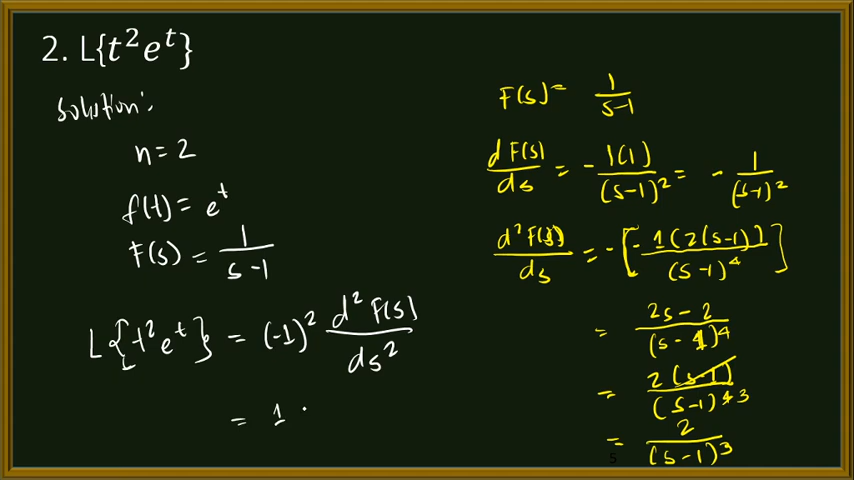 2. L{t²eᵗ}
Solution:
n = 2
f(t) = eᵗ
F(s) = 1/(s-1)
L{t²eᵗ} = (-1)² d²F(s)/ds²
= 1 ·
F(s) = 1/(s-1)
dF(s)/ds = - 1(1)/(s-1)² = - 1/(s-1)²
d²F(s)/ds = -[- 1(2(s-1))/(s-1)⁴]
= (2s-2)/(s-1)⁴
= 2(s-1)/(s-1)⁴ ³
= 2/(s-1)³
5